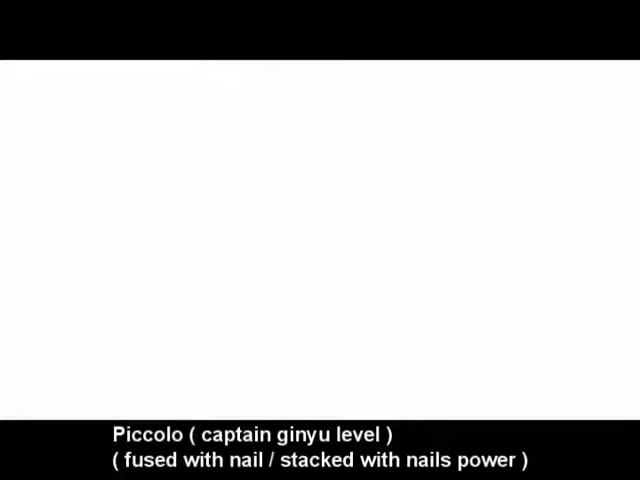 Piccolo ( captain ginyu level )
( fused with nail / stacked with nails power )